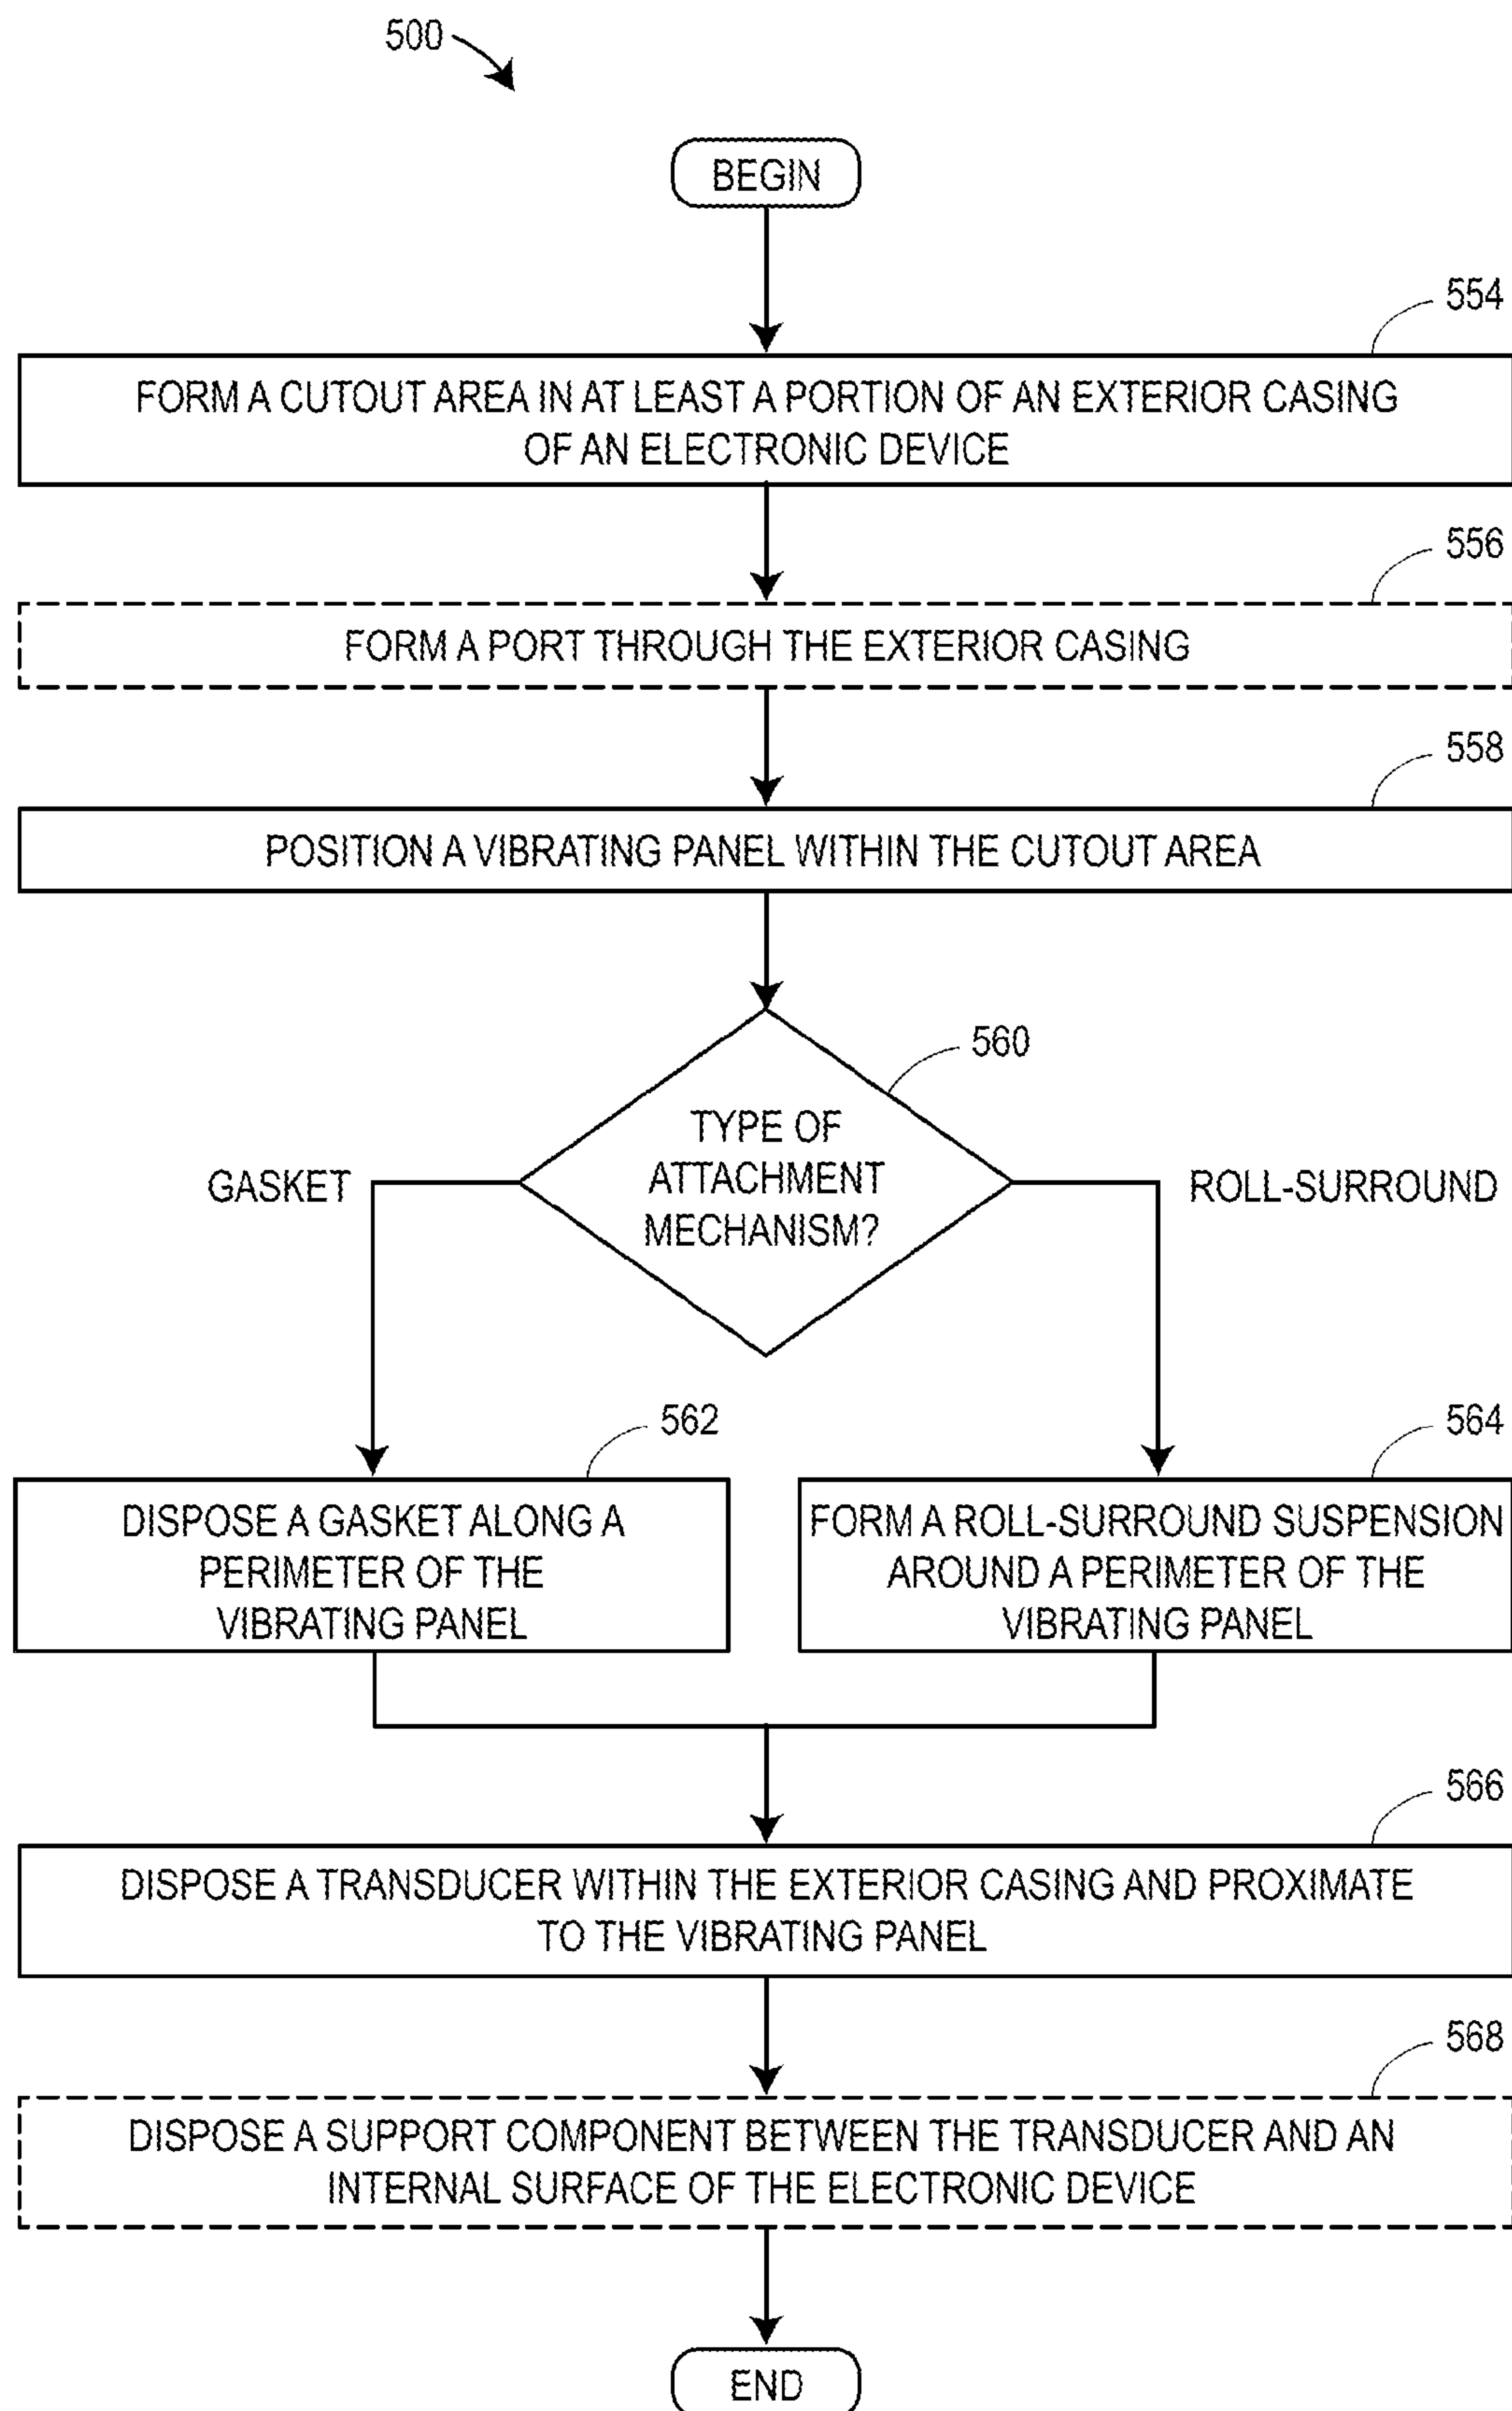 500
BEGIN
554
FORM A CUTOUT AREA IN AT LEAST A PORTION OF AN EXTERIOR CASING
OF AN ELECTRONIC DEVICE
556
FORM A PORT THROUGH THE EXTERIOR CASING
558
POSITION A VIBRATING PANEL WITHIN THE CUTOUT AREA
560
TYPE OF
ATTACHMENT
MECHANISM?
GASKET
ROLL-SURROUND
562
DISPOSE A GASKET ALONG A
PERIMETER OF THE
VIBRATING PANEL
564
FORM A ROLL-SURROUND SUSPENSION
AROUND A PERIMETER OF THE
VIBRATING PANEL
566
DISPOSE A TRANSDUCER WITHIN THE EXTERIOR CASING AND PROXIMATE
TO THE VIBRATING PANEL
568
DISPOSE A SUPPORT COMPONENT BETWEEN THE TRANSDUCER AND AN
INTERNAL SURFACE OF THE ELECTRONIC DEVICE
END